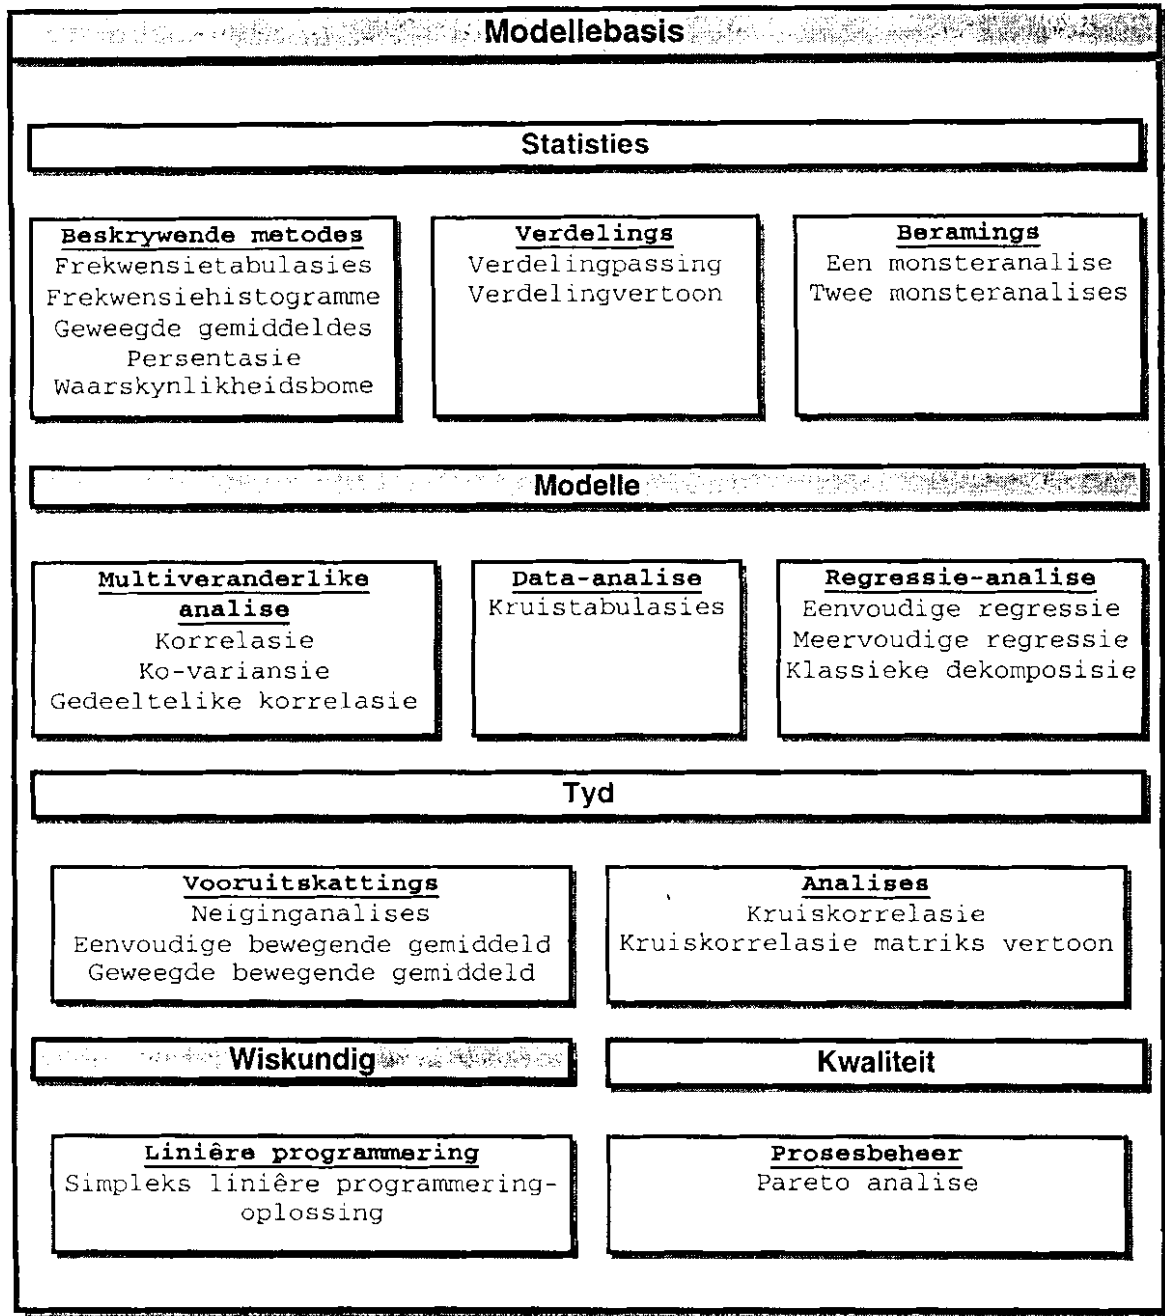 Modellebasis
Statisties
Beskrywende metodes
Frekwensietabulasies
Frekwensiehistogramme
Geweegde gemiddeldes
Persentasie
Waarskynlikheidsbome
Verdelings
Verdelingpassing
Verdelingvertoon
Beramings
Een monsteranalise
Twee monsteranalises
Modelle
Multiveranderlike
analise
Korrelasie
Ko-variansie
Gedeeltelike korrelasie
Data-analise
Kruistabulasies
Regressie-analise
Eenvoudige regressie
Meervoudige regressie
Klassieke dekomposisie
Tyd
Vooruitskattings
Neiginganalises
Eenvoudige bewegende gemiddeld
Geweegde bewegende gemiddeld
Analises
Kruiskorrelasie
Kruiskorrelasie matriks vertoon
Wiskundig
Kwaliteit
Liniêre programmering
Simpleks liniêre programmering-
oplossing
Prosesbeheer
Pareto analise